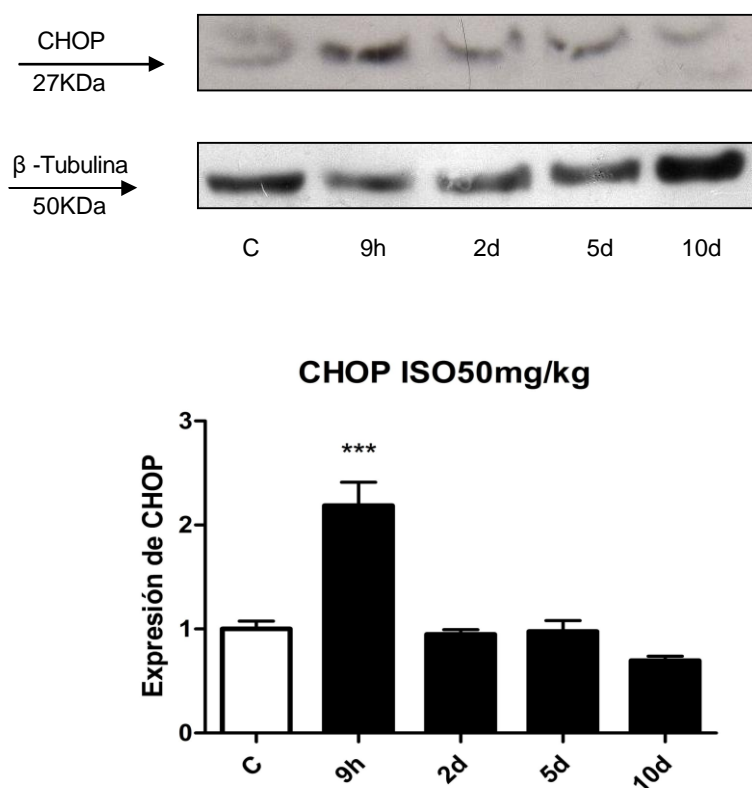 CHOP
27KDa
β -Tubulina
50KDa
C 9h 2d 5d 10d
CHOP ISO50mg/kg
Expresión de CHOP
3
2
1
0
***
C 9h 2d 5d 10d